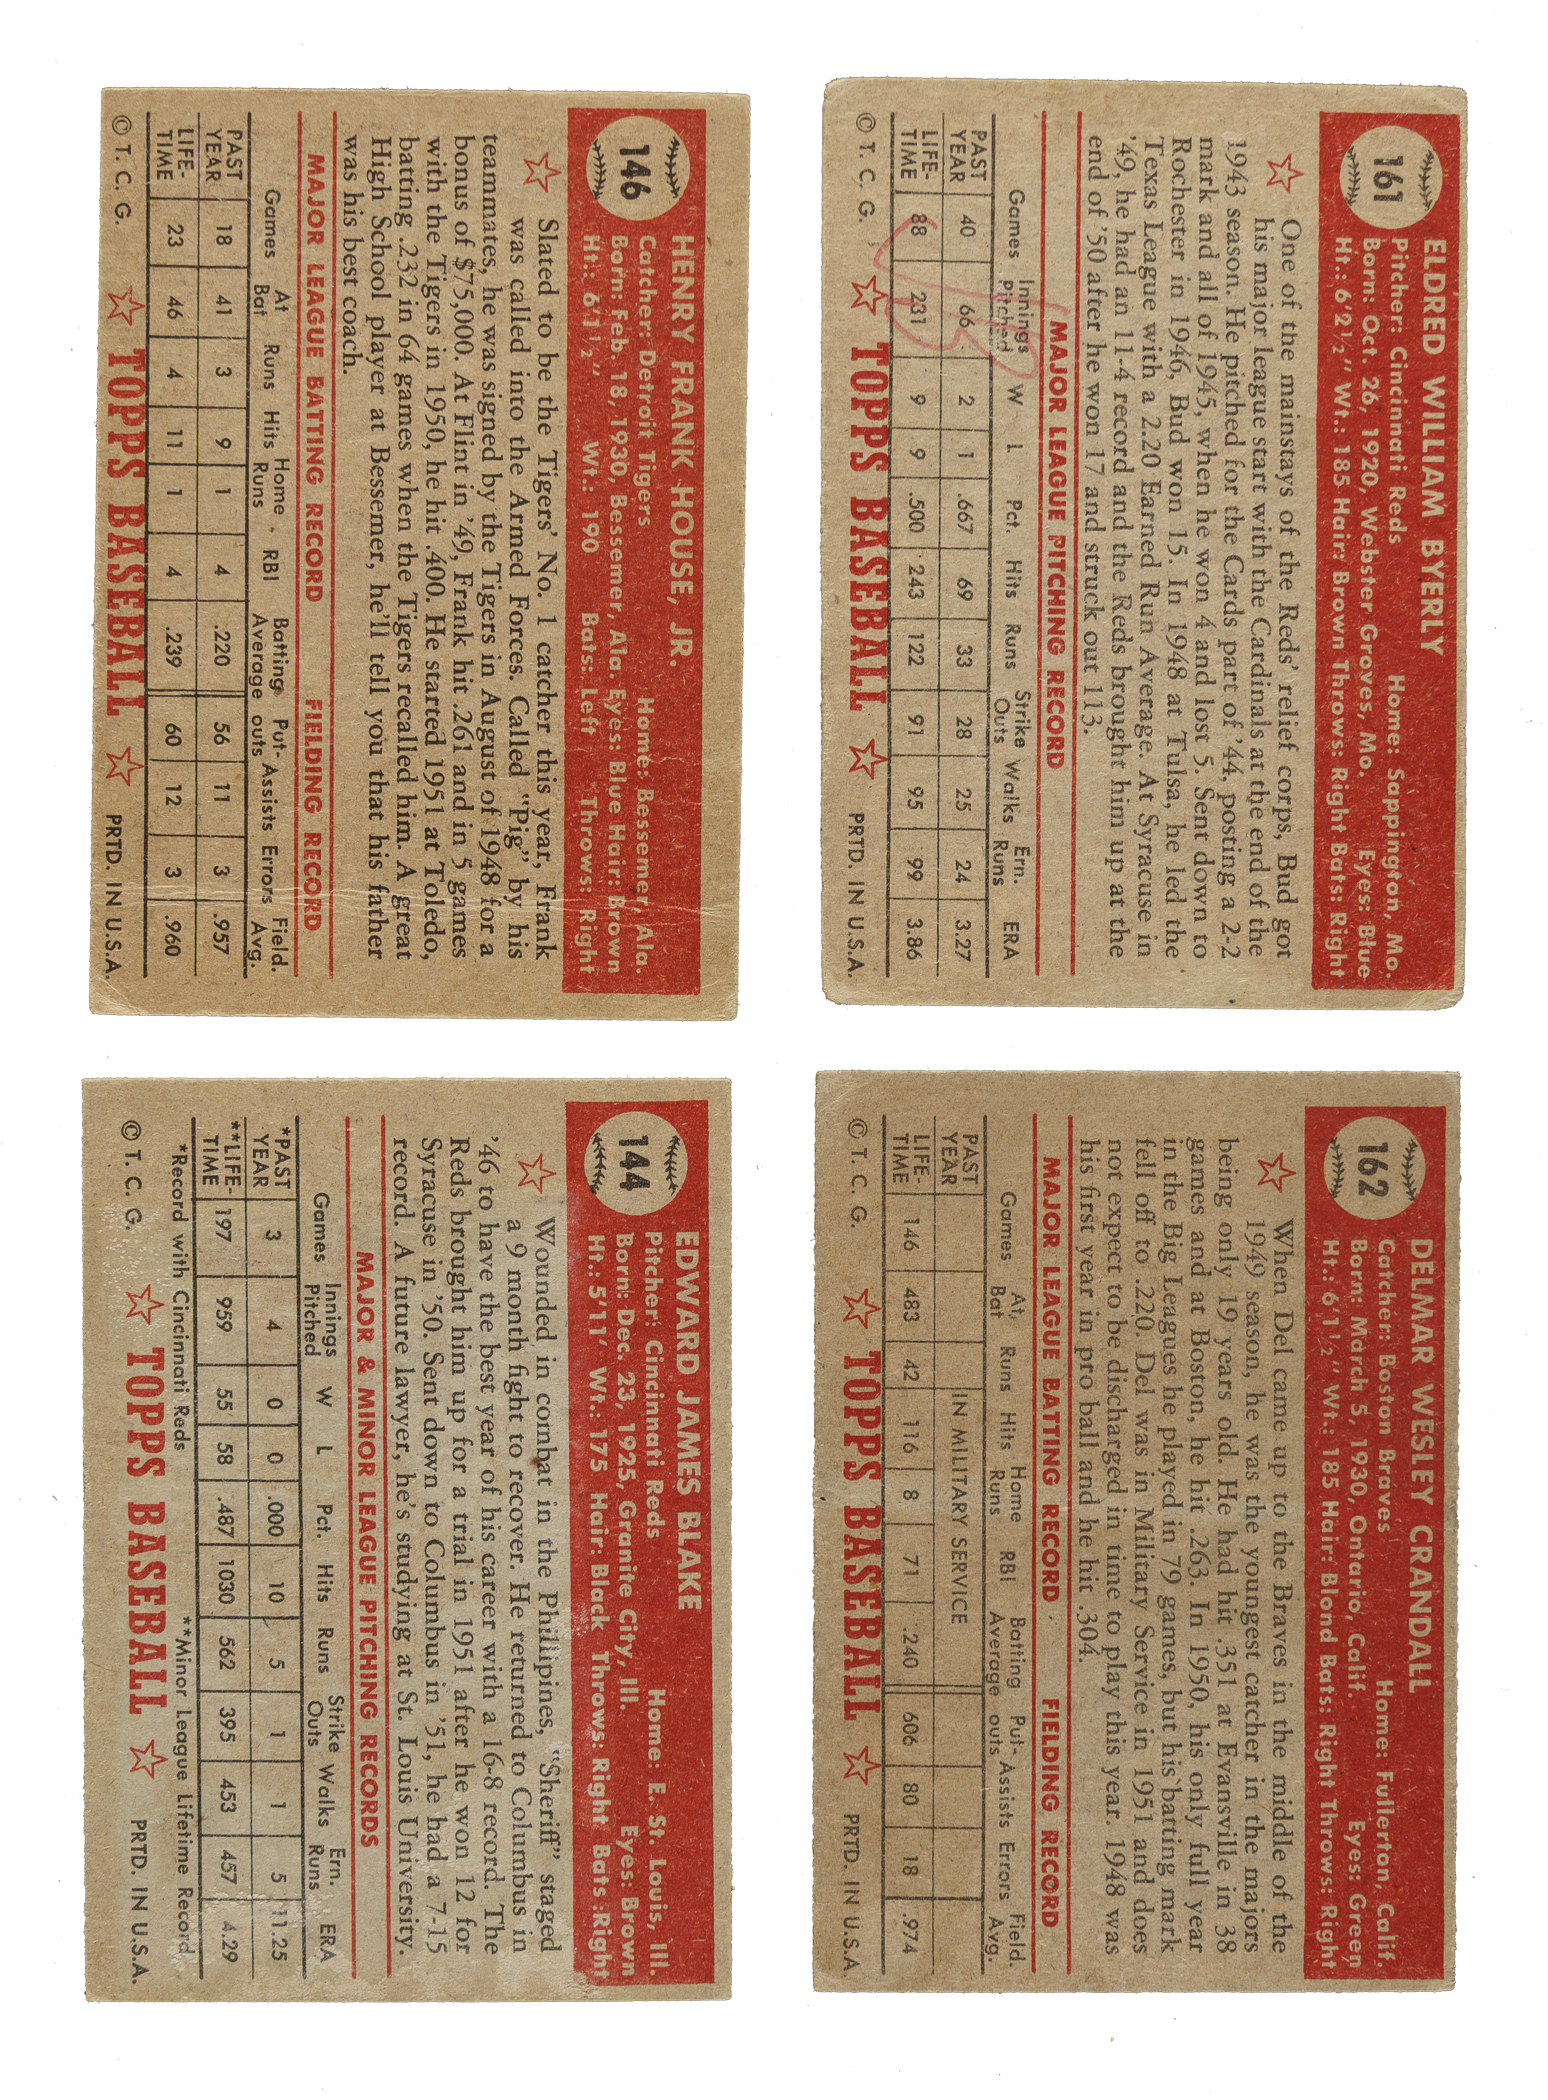 146
HENRY FRANK HOUSE, JR.
Catcher: Detroit Tigers Home: Bessemer, Ala.
Born: Feb. 18, 1930, Bessemer, Ala. Eyes: Blue Hair: Brown
Ht.: 6'1½" Wt.: 190 Bats: Left Throws: Right
Slated to be the Tigers' No. 1 catcher this year, Frank
was called into the Armed Forces. Called "Pig" by his
teammates, he was signed by the Tigers in August of 1948 for a
bonus of $75,000. At Flint in '49, Frank hit .261 and in 5 games
with the Tigers in 1950, he hit .400. He started 1951 at Toledo,
batting .232 in 64 games when the Tigers recalled him. A great
High School player at Bessemer, he'll tell you that his father
was his best coach.
MAJOR LEAGUE BATTING RECORD FIELDING RECORD
Games At Bat Runs Hits Home Runs RBI Batting Average Put-outs Assists Errors Field. Avg.
PAST YEAR 18 41 3 9 1 4 .220 56 11 3 .957
LIFE-TIME 23 46 4 11 1 4 .239 60 12 3 .960
© T. C. G. TOPPS BASEBALL PRTD. IN U.S.A.
161
ELDRED WILLIAM BYERLY
Pitcher: Cincinnati Reds Home: Sappington, Mo.
Born: Oct. 26, 1920, Webster Groves, Mo. Eyes: Blue
Ht.: 6'2½" Wt.: 185 Hair: Brown Throws: Right Bats: Right
One of the mainstays of the Reds' relief corps, Bud got
his major league start with the Cardinals at the end of the
1943 season. He pitched for the Cards part of '44, posting a 2-2
mark and all of 1945, when he won 4 and lost 5. Sent down to
Rochester in 1946, Bud won 15. In 1948 at Tulsa, he led the
Texas League with a 2.20 Earned Run Average. At Syracuse in
'49, he had an 11-4 record and the Reds brought him up at the
end of '50 after he won 17 and struck out 113.
MAJOR LEAGUE PITCHING RECORD
Games Innings Pitched W L Pct. Hits Runs Strike Outs Walks Ern. Runs ERA
PAST YEAR 40 66 2 1 .667 69 33 28 25 24 3.27
LIFE-TIME 88 231 9 9 .500 243 122 91 95 99 3.86
© T. C. G. TOPPS BASEBALL PRTD. IN U.S.A.
144
EDWARD JAMES BLAKE
Pitcher: Cincinnati Reds Home: E. St. Louis, Ill.
Born: Dec. 23, 1925, Granite City, Ill. Eyes: Brown
Ht.: 5'11' Wt.: 175 Hair: Black Throws: Right Bats: Right
Wounded in combat in the Phillipines, "Sheriff" staged
a 9 month fight to recover. He returned to Columbus in
'46 to have the best year of his career with a 16-8 record. The
Reds brought him up for a trial in 1951 after he won 12 for
Syracuse in '50. Sent down to Columbus in '51, he had a 7-15
record. A future lawyer, he's studying at St. Louis University.
MAJOR & MINOR LEAGUE PITCHING RECORDS
Games Innings Pitched W L Pct. Hits Runs Strike Outs Walks Ern. Runs ERA
*PAST YEAR 3 4 0 0 .000 10 5 1 1 5 11.25
**LIFE-TIME 197 959 55 58 .487 1030 562 395 453 457 4.29
*Record with Cincinnati Reds **Minor League Lifetime Record
© T. C. G. TOPPS BASEBALL PRTD. IN U.S.A.
162
DELMAR WESLEY CRANDALL
Catcher: Boston Braves Home: Fullerton, Calif.
Born: March 5, 1930, Ontario, Calif. Eyes: Green
Ht.: 6'1½" Wt.: 185 Hair: Blond Bats: Right Throws: Right
When Del came up to the Braves in the middle of the
1949 season, he was the youngest catcher in the majors
being only 19 years old. He had hit .351 at Evansville in 38
games and at Boston, he hit .263. In 1950, his only full year
in the Big Leagues he played in 79 games, but his batting mark
fell off to .220. Del was in Military Service in 1951 and does
not expect to be discharged in time to play this year. 1948 was
his first year in pro ball and he hit .304.
MAJOR LEAGUE BATTING RECORD FIELDING RECORD
Games At Bat Runs Hits Home Runs RBI Batting Average Put-outs Assists Errors Field. Avg.
PAST YEAR IN MILITARY SERVICE
LIFE-TIME 146 483 42 116 8 71 .240 606 80 18 .974
© T. C. G. TOPPS BASEBALL PRTD. IN U.S.A.